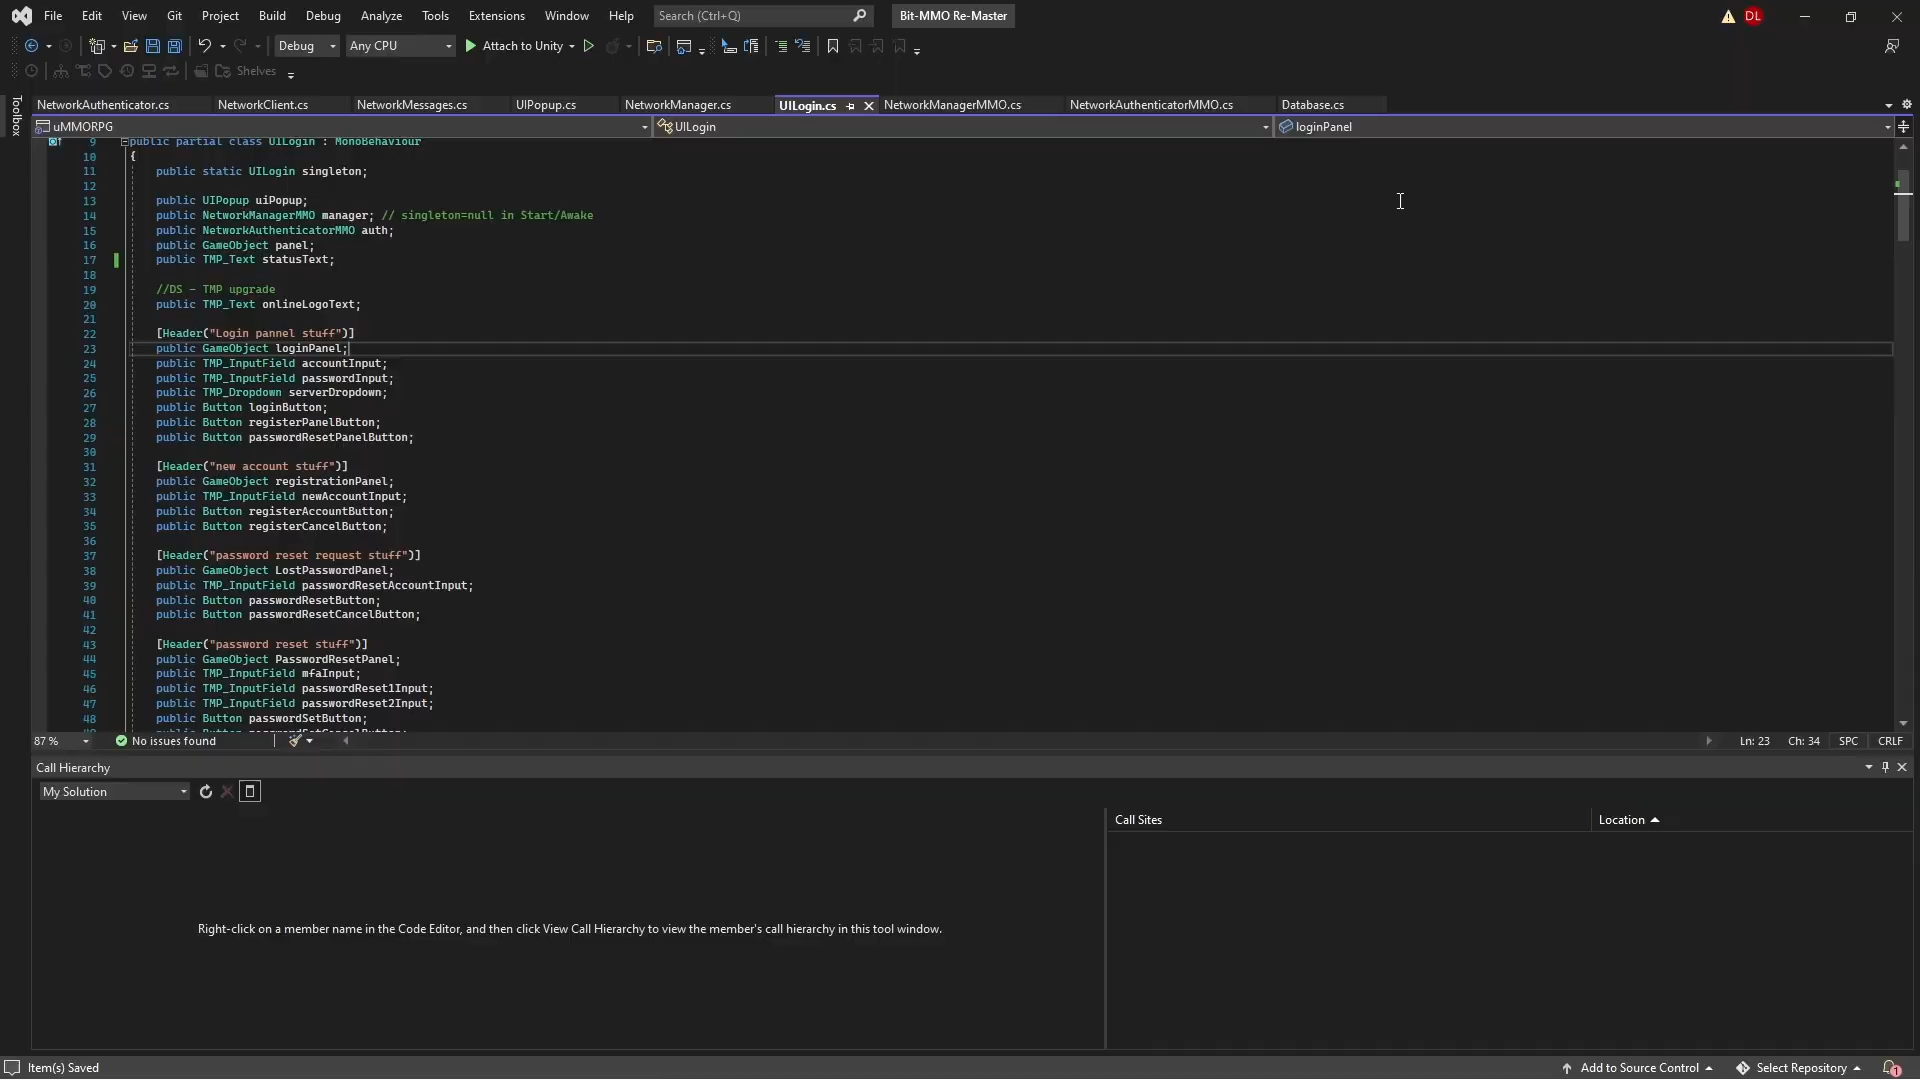 File Edit View Git Project Build Debug Analyze Tools Extensions Window Help Search (Ctrl+Q) Bit-MMO Re-Master DL
Debug Any CPU Attach to Unity
Shelves
Toolbox
NetworkAuthenticator.cs NetworkClient.cs NetworkMessages.cs UIPopup.cs NetworkManager.cs UILogin.cs NetworkManagerMMO.cs NetworkAuthenticatorMMO.cs Database.cs
uMMORPG UILogin loginPanel
9 public partial class UILogin : MonoBehaviour
10 {
11 public static UILogin singleton;
12
13 public UIPopup uiPopup;
14 public NetworkManagerMMO manager; // singleton=null in Start/Awake
15 public NetworkAuthenticatorMMO auth;
16 public GameObject panel;
17 public TMP_Text statusText;
18
19 //DS - TMP upgrade
20 public TMP_Text onlineLogoText;
21
22 [Header("Login pannel stuff")]
23 public GameObject loginPanel;
24 public TMP_InputField accountInput;
25 public TMP_InputField passwordInput;
26 public TMP_Dropdown serverDropdown;
27 public Button loginButton;
28 public Button registerPanelButton;
29 public Button passwordResetPanelButton;
30
31 [Header("new account stuff")]
32 public GameObject registrationPanel;
33 public TMP_InputField newAccountInput;
34 public Button registerAccountButton;
35 public Button registerCancelButton;
36
37 [Header("password reset request stuff")]
38 public GameObject LostPasswordPanel;
39 public TMP_InputField passwordResetAccountInput;
40 public Button passwordResetButton;
41 public Button passwordResetCancelButton;
42
43 [Header("password reset stuff")]
44 public GameObject PasswordResetPanel;
45 public TMP_InputField mfaInput;
46 public TMP_InputField passwordReset1Input;
47 public TMP_InputField passwordReset2Input;
48 public Button passwordSetButton;
87 % No issues found Ln: 23 Ch: 34 SPC CRLF
Call Hierarchy
My Solution
Call Sites Location
Right-click on a member name in the Code Editor, and then click View Call Hierarchy to view the member's call hierarchy in this tool window.
Item(s) Saved Add to Source Control Select Repository 1